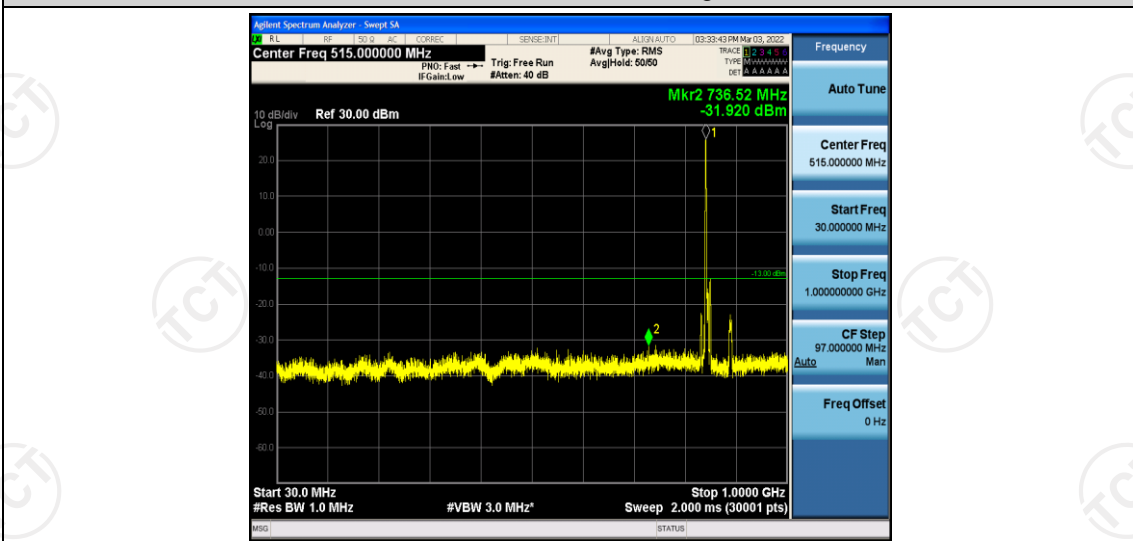 Agilent Spectrum Analyzer - Swept SA
RL RF 50 Ω AC CORREC SENSE:INT ALIGN AUTO 03:33:43 PM Mar 03, 2022
Center Freq 515.000000 MHz
PNO: Fast
IFGain:Low
Trig: Free Run
#Atten: 40 dB
#Avg Type: RMS
Avg|Hold: 50/50
TRACE 1 2 3 4 5 6
TYPE M
DET A A A A A A
Mkr2 736.52 MHz
-31.920 dBm
10 dB/div Ref 30.00 dBm
Log
1
20.0
10.0
0.00
-10.0
-13.00 dBm
-20.0
-30.0
2
-40.0
-50.0
-60.0
Start 30.0 MHz Stop 1.0000 GHz
#Res BW 1.0 MHz #VBW 3.0 MHz* Sweep 2.000 ms (30001 pts)
MSG STATUS
Frequency
Auto Tune
Center Freq
515.000000 MHz
Start Freq
30.000000 MHz
Stop Freq
1.000000000 GHz
CF Step
97.000000 MHz
Auto Man
Freq Offset
0 Hz
TCT
TCT
TCT
TCT
TCT
TCT